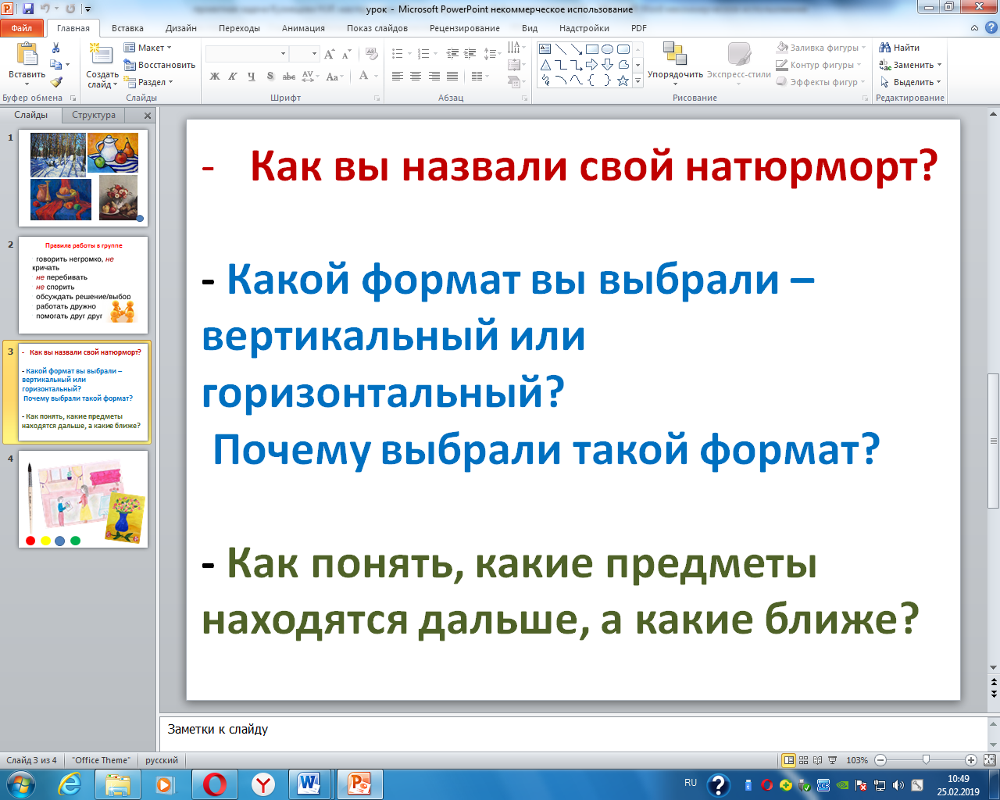 урок - Microsoft PowerPoint некоммерческое использование
Файл Главная Вставка Дизайн Переходы Анимация Показ слайдов Рецензирование Вид Надстройки PDF
Вставить
Буфер обмена
Создать слайд
Макет
Восстановить
Раздел
Слайды
Ж К Ч S abc AV Aa А
Шрифт
Абзац
Упорядочить
Экспресс-стили
Заливка фигуры
Контур фигуры
Эффекты фигур
Рисование
Найти
Заменить
Выделить
Редактирование
Слайды Структура
1
2
Правила работы в группе
говорить негромко, не
кричать
не перебивать
не спорить
обсуждать решение/выбор
работать дружно
помогать друг друг
3
- Как вы назвали свой натюрморт?
- Какой формат вы выбрали –
вертикальный или
горизонтальный?
Почему выбрали такой формат?
- Как понять, какие предметы
находятся дальше, а какие ближе?
4
- Как вы назвали свой натюрморт?
- Какой формат вы выбрали –
вертикальный или
горизонтальный?
Почему выбрали такой формат?
- Как понять, какие предметы
находятся дальше, а какие ближе?
Заметки к слайду
Слайд 3 из 4 "Office Theme" русский 103%
RU 10:49
25.02.2019